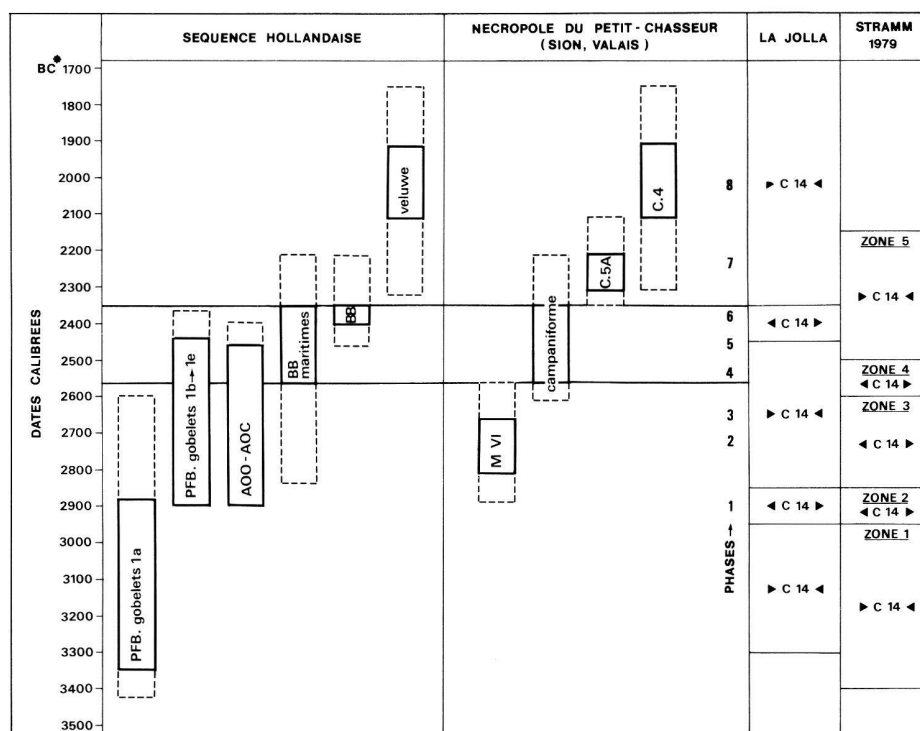 SEQUENCE HOLLANDAISE
NECROPOLE DU PETIT-CHASSEUR
(SION, VALAIS)
LA JOLLA
STRAMM
1979
BC*
1700
1800
1900
2000
2100
2200
2300
2400
2500
2600
2700
2800
2900
3000
3100
3200
3300
3400
3500
DATES CALIBREES
PFB. gobelets 1a
PFB. gobelets 1b→1e
AOO-AOC
BB
maritimes
BB
veluwe
M VI
campaniforme
C.5A
C.4
8
7
6
5
4
3
2
1
PHASES →
► C 14 ◄
◄ C 14 ►
► C 14 ◄
◄ C 14 ►
► C 14 ◄
ZONE 5
► C 14 ◄
ZONE 4
◄ C 14 ►
ZONE 3
◄ C 14 ►
ZONE 2
◄ C 14 ►
ZONE 1
► C 14 ◄